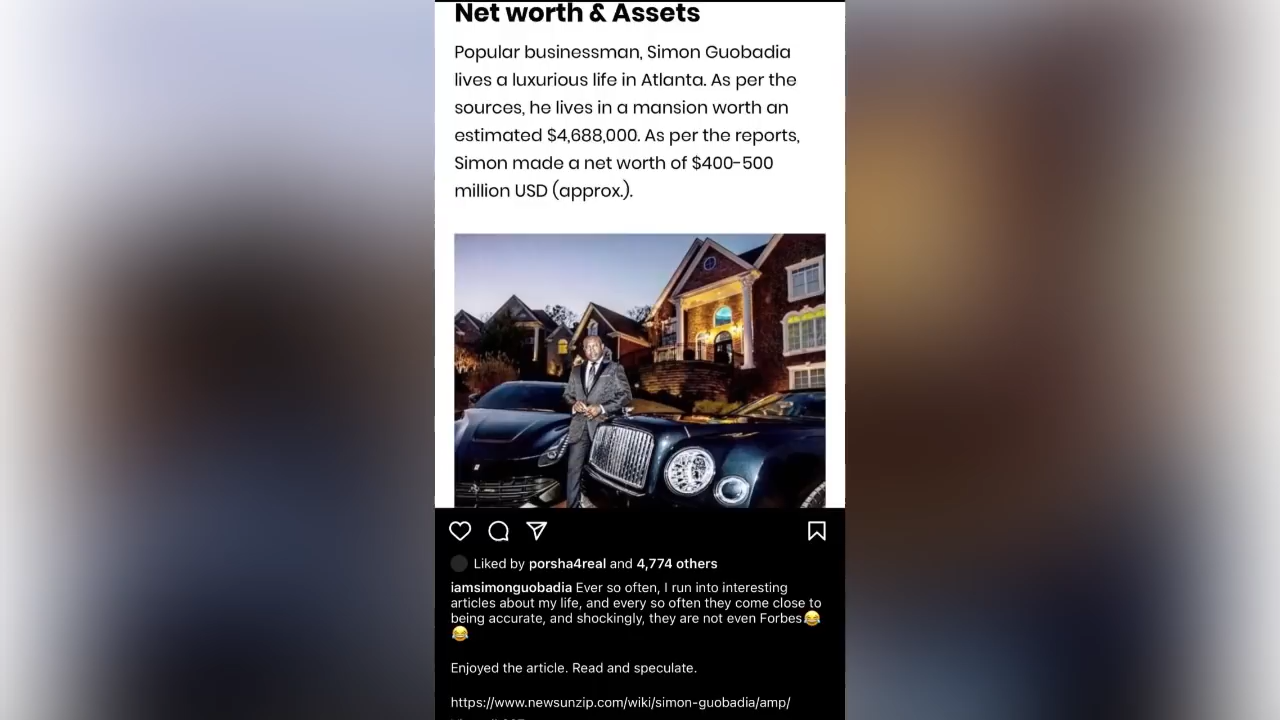 Net worth & Assets
Popular businessman, Simon Guobadia
lives a luxurious life in Atlanta. As per the
sources, he lives in a mansion worth an
estimated $4,688,000. As per the reports,
Simon made a net worth of $400-500
million USD (approx.).
Liked by porsha4real and 4,774 others
iamsimonguobadia Ever so often, I run into interesting
articles about my life, and every so often they come close to
being accurate, and shockingly, they are not even Forbes😂
😂
Enjoyed the article. Read and speculate.
https://www.newsunzip.com/wiki/simon-guobadia/amp/